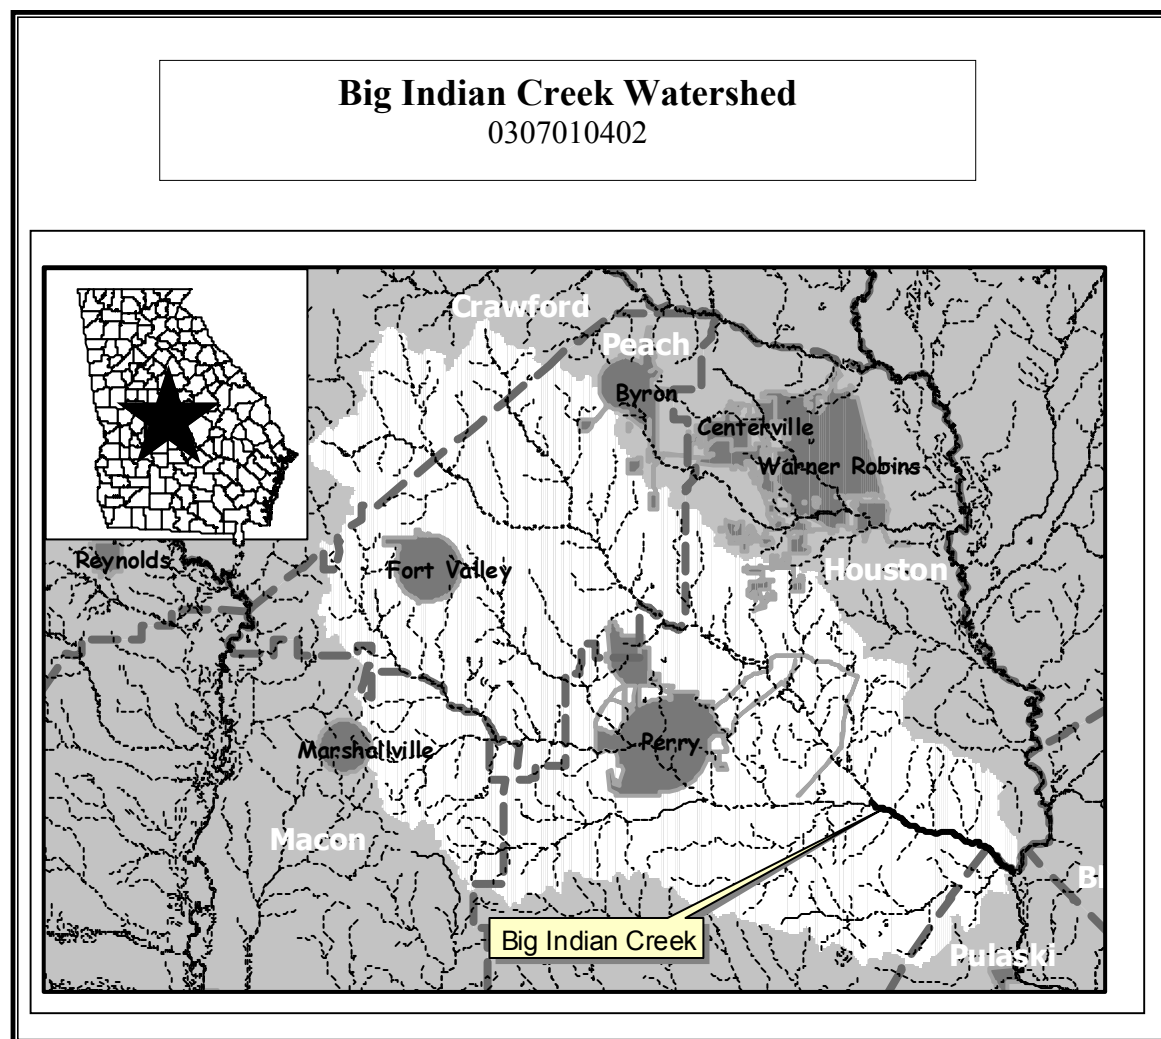 Big Indian Creek Watershed
0307010402
Crawford
Peach
Byron
Centerville
Warner Robins
Reynolds
Fort Valley
Houston
Marshallville
Perry
Macon
Bl
Big Indian Creek
Pulaski